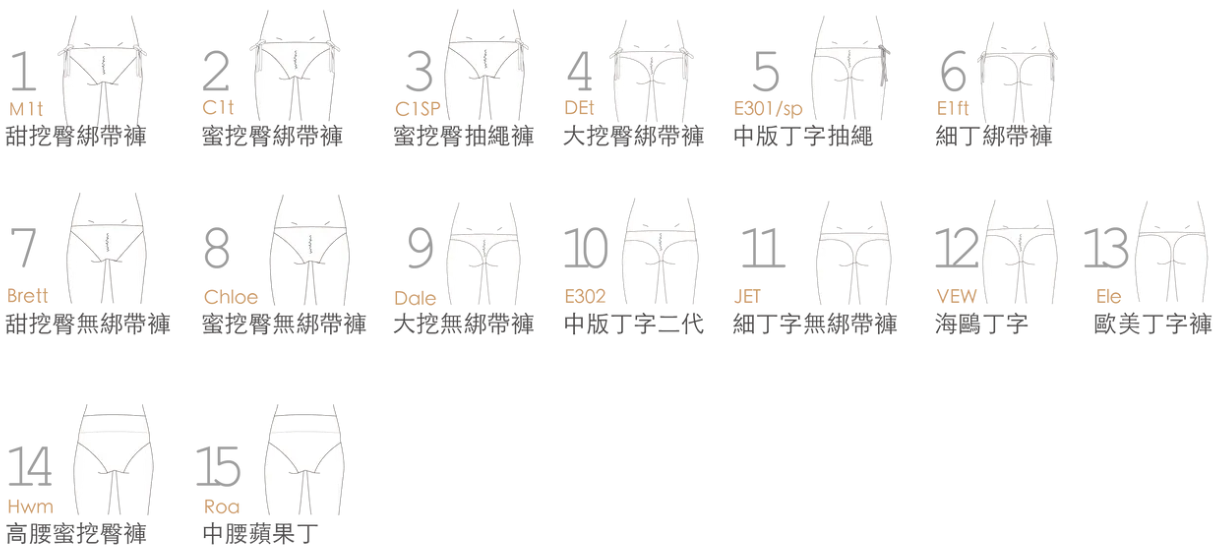 1
M1t
甜挖臀綁帶褲
2
C1t
蜜挖臀綁帶褲
3
C1SP
蜜挖臀抽繩褲
4
DEt
大挖臀綁帶褲
5
E301/sp
中版丁字抽繩
6
E1ft
細丁綁帶褲
7
Brett
甜挖臀無綁帶褲
8
Chloe
蜜挖臀無綁帶褲
9
Dale
大挖無綁帶褲
10
E302
中版丁字二代
11
JET
細丁字無綁帶褲
12
VEW
海鷗丁字
13
Ele
歐美丁字褲
14
Hwm
高腰蜜挖臀褲
15
Roa
中腰蘋果丁